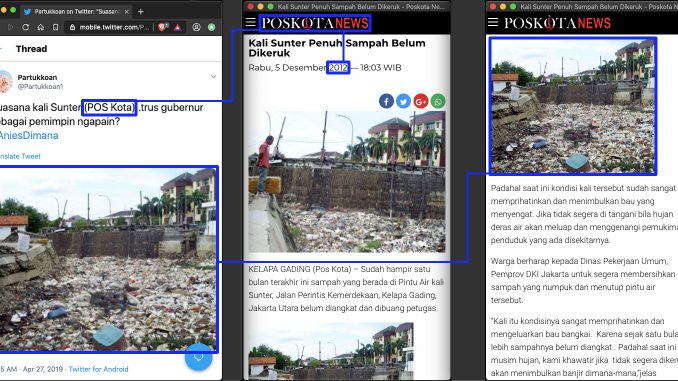 Partukkoan on Twitter: "Suasana
mobile.twitter.com/P...
Thread
Partukkoan
@Partukkoan1
uasana kali Sunter (POS Kota)..trus gubernur
ebagai pemimpin ngapain?
AniesDimana
nslate Tweet
5 AM · Apr 27, 2019 · Twitter for Android
Kali Sunter Penuh Sampah Belum Dikeruk - Poskota Ne...
POSKOTANEWS
Kali Sunter Penuh Sampah Belum
Dikeruk
Rabu, 5 Desember 2012 — 18:03 WIB
KELAPA GADING (Pos Kota) – Sudah hampir satu
bulan terakhir ini sampah yang berada di Pintu Air kali
Sunter, Jalan Perintis Kemerdekaan, Kelapa Gading,
Jakarta Utara belum diangkat dan dibuang petugas.
Kali Sunter Penuh Sampah Belum Dikeruk - Poskota Ne
POSKOTANEWS
Padahal saat ini kondisi kali tersebut sudah sangat
memprihatinkan dan menimbulkan bau yang
menyengat. Jika tidak segera di tangani bila hujan
deras air akan meluap dan menggenangi pemukima
penduduk yang ada disekitarnya.
Warga berharap kepada Dinas Pekerjaan Umum,
Pemprov DKI Jakarta untuk segera membersihkan
sampah yang numpuk dan menutup pintu air
tersebut.
"Kali itu kondisinya sangat memprihatinkan dan
mengeluarkan bau bangkai. Karena sejak satu bula
lebih sampahnya belum diangkat . Padahal saat ini
musim hujan, kami khawatir jika tidak segera dikeru
akan menimbulkan banjir dimana-mana,"jelas